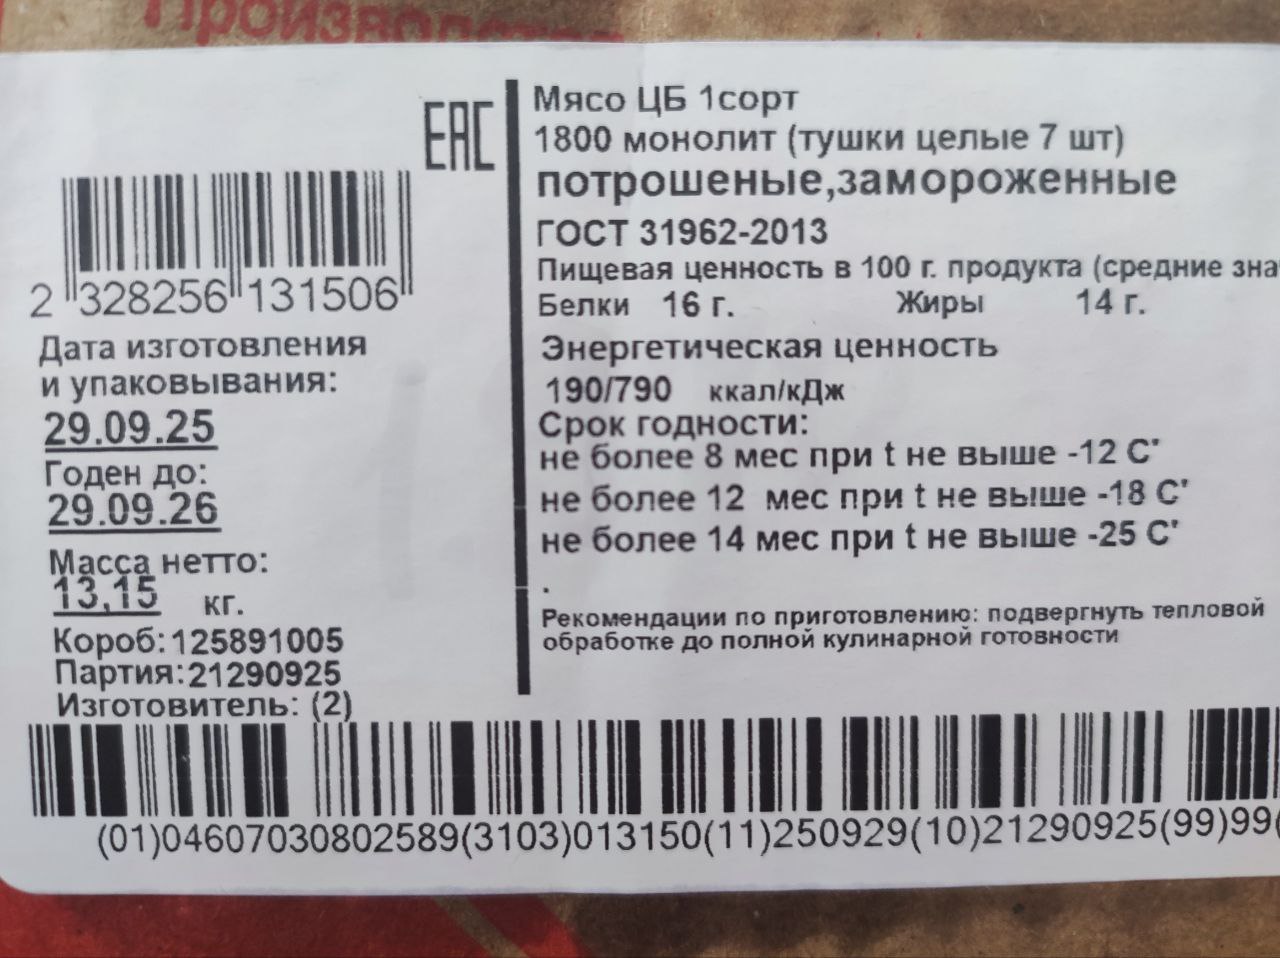 Производ
EAC
Мясо ЦБ 1сорт
1800 монолит (тушки целые 7 шт)
потрошеные,замороженные
ГОСТ 31962-2013
Пищевая ценность в 100 г. продукта (средние зна
Белки 16 г. Жиры 14 г.
Энергетическая ценность
190/790 ккал/кДж
Срок годности:
не более 8 мес при t не выше -12 С'
не более 12 мес при t не выше -18 С'
не более 14 мес при t не выше -25 С'
.
Рекомендации по приготовлению: подвергнуть тепловой
обработке до полной кулинарной готовности
2 328256 131506
Дата изготовления
и упаковывания:
29.09.25
Годен до:
29.09.26
Масса нетто:
13,15 кг.
Короб:125891005
Партия:21290925
Изготовитель: (2)
(01)04607030802589(3103)013150(11)250929(10)21290925(99)99(